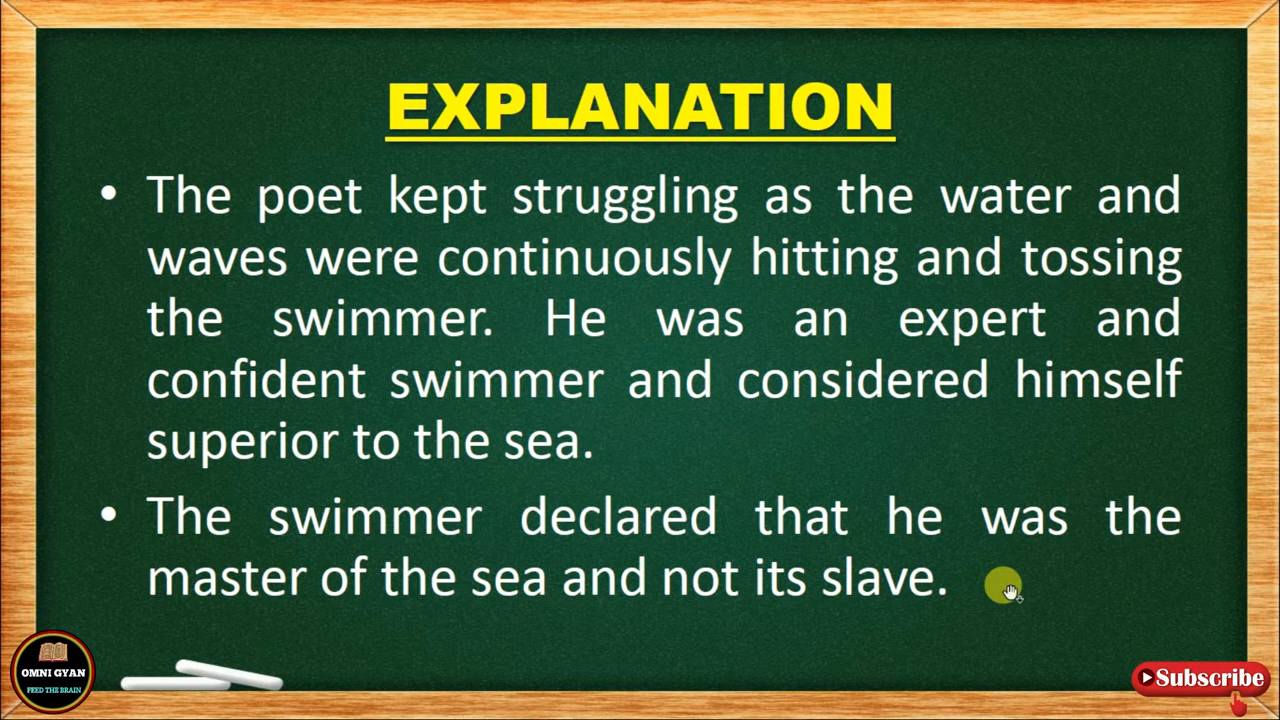 EXPLANATION
• The poet kept struggling as the water and
waves were continuously hitting and tossing
the swimmer. He was an expert and
confident swimmer and considered himself
superior to the sea.
• The swimmer declared that he was the
master of the sea and not its slave.
OMNI GYAN
FEED THE BRAIN
Subscribe